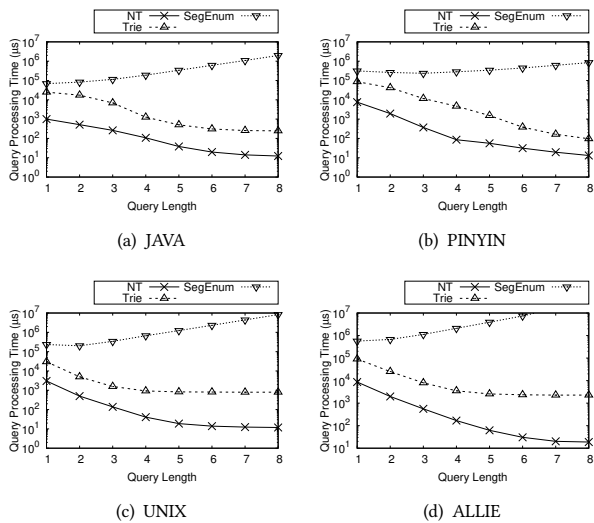 NT SegEnum
Trie
Query Processing Time (µs)
10^7
10^6
10^5
10^4
10^3
10^2
10^1
10^0
1 2 3 4 5 6 7 8
Query Length
(a) JAVA
NT SegEnum
Trie
Query Processing Time (µs)
10^7
10^6
10^5
10^4
10^3
10^2
10^1
10^0
1 2 3 4 5 6 7 8
Query Length
(b) PINYIN
NT SegEnum
Trie
Query Processing Time (µs)
10^7
10^6
10^5
10^4
10^3
10^2
10^1
10^0
1 2 3 4 5 6 7 8
Query Length
(c) UNIX
NT SegEnum
Trie
Query Processing Time (µs)
10^7
10^6
10^5
10^4
10^3
10^2
10^1
1 2 3 4 5 6 7 8
Query Length
(d) ALLIE